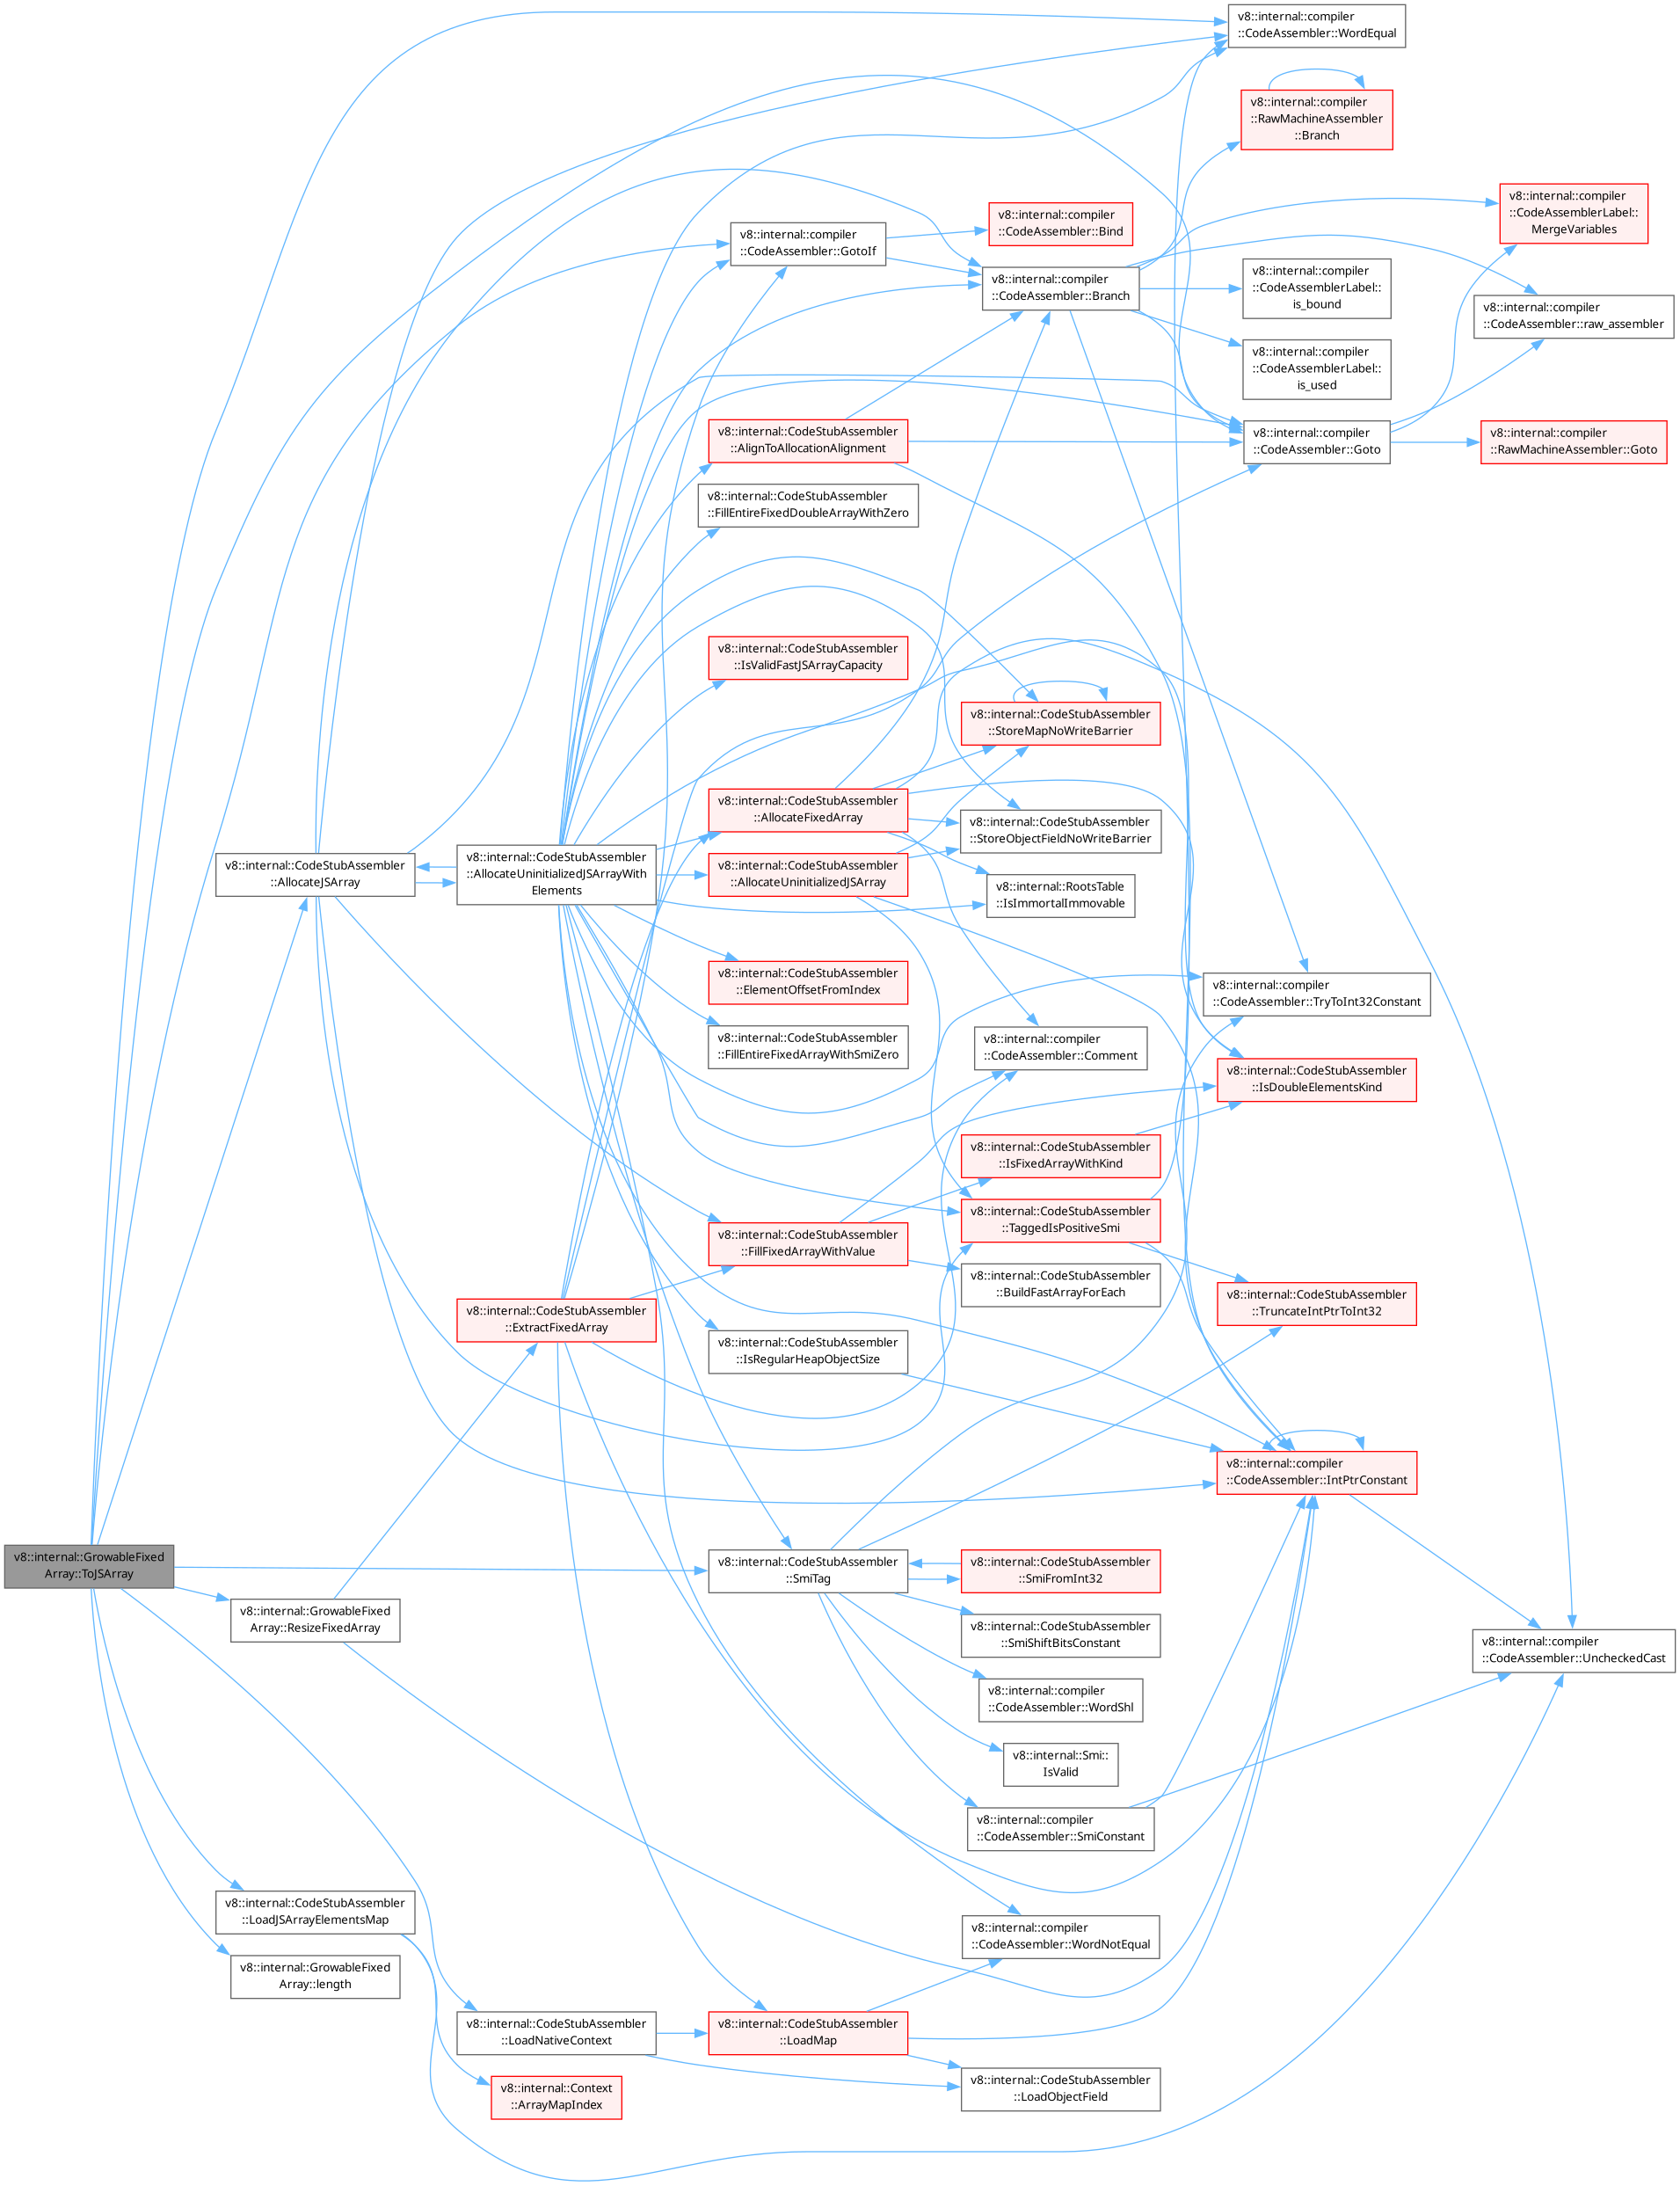 v8::internal::compiler
::CodeAssembler::WordEqual
v8::internal::compiler
::RawMachineAssembler
::Branch
v8::internal::compiler
::CodeAssemblerLabel::
MergeVariables
v8::internal::compiler
::CodeAssembler::Bind
v8::internal::compiler
::CodeAssembler::GotoIf
v8::internal::compiler
::CodeAssembler::Branch
v8::internal::compiler
::CodeAssemblerLabel::
is_bound
v8::internal::compiler
::CodeAssembler::raw_assembler
v8::internal::compiler
::CodeAssemblerLabel::
is_used
v8::internal::CodeStubAssembler
::AlignToAllocationAlignment
v8::internal::compiler
::CodeAssembler::Goto
v8::internal::compiler
::RawMachineAssembler::Goto
v8::internal::CodeStubAssembler
::FillEntireFixedDoubleArrayWithZero
v8::internal::CodeStubAssembler
::IsValidFastJSArrayCapacity
v8::internal::CodeStubAssembler
::StoreMapNoWriteBarrier
v8::internal::CodeStubAssembler
::AllocateFixedArray
v8::internal::CodeStubAssembler
::StoreObjectFieldNoWriteBarrier
v8::internal::CodeStubAssembler
::AllocateJSArray
v8::internal::CodeStubAssembler
::AllocateUninitializedJSArrayWith
Elements
v8::internal::CodeStubAssembler
::AllocateUninitializedJSArray
v8::internal::RootsTable
::IsImmortalImmovable
v8::internal::CodeStubAssembler
::ElementOffsetFromIndex
v8::internal::compiler
::CodeAssembler::TryToInt32Constant
v8::internal::CodeStubAssembler
::FillEntireFixedArrayWithSmiZero
v8::internal::compiler
::CodeAssembler::Comment
v8::internal::CodeStubAssembler
::IsDoubleElementsKind
v8::internal::CodeStubAssembler
::IsFixedArrayWithKind
v8::internal::CodeStubAssembler
::TaggedIsPositiveSmi
v8::internal::CodeStubAssembler
::FillFixedArrayWithValue
v8::internal::CodeStubAssembler
::BuildFastArrayForEach
v8::internal::CodeStubAssembler
::TruncateIntPtrToInt32
v8::internal::CodeStubAssembler
::ExtractFixedArray
v8::internal::CodeStubAssembler
::IsRegularHeapObjectSize
v8::internal::compiler
::CodeAssembler::IntPtrConstant
v8::internal::GrowableFixed
Array::ToJSArray
v8::internal::CodeStubAssembler
::SmiTag
v8::internal::CodeStubAssembler
::SmiFromInt32
v8::internal::GrowableFixed
Array::ResizeFixedArray
v8::internal::CodeStubAssembler
::SmiShiftBitsConstant
v8::internal::compiler
::CodeAssembler::UncheckedCast
v8::internal::compiler
::CodeAssembler::WordShl
v8::internal::Smi::
IsValid
v8::internal::compiler
::CodeAssembler::SmiConstant
v8::internal::CodeStubAssembler
::LoadJSArrayElementsMap
v8::internal::compiler
::CodeAssembler::WordNotEqual
v8::internal::GrowableFixed
Array::length
v8::internal::CodeStubAssembler
::LoadNativeContext
v8::internal::CodeStubAssembler
::LoadMap
v8::internal::CodeStubAssembler
::LoadObjectField
v8::internal::Context
::ArrayMapIndex